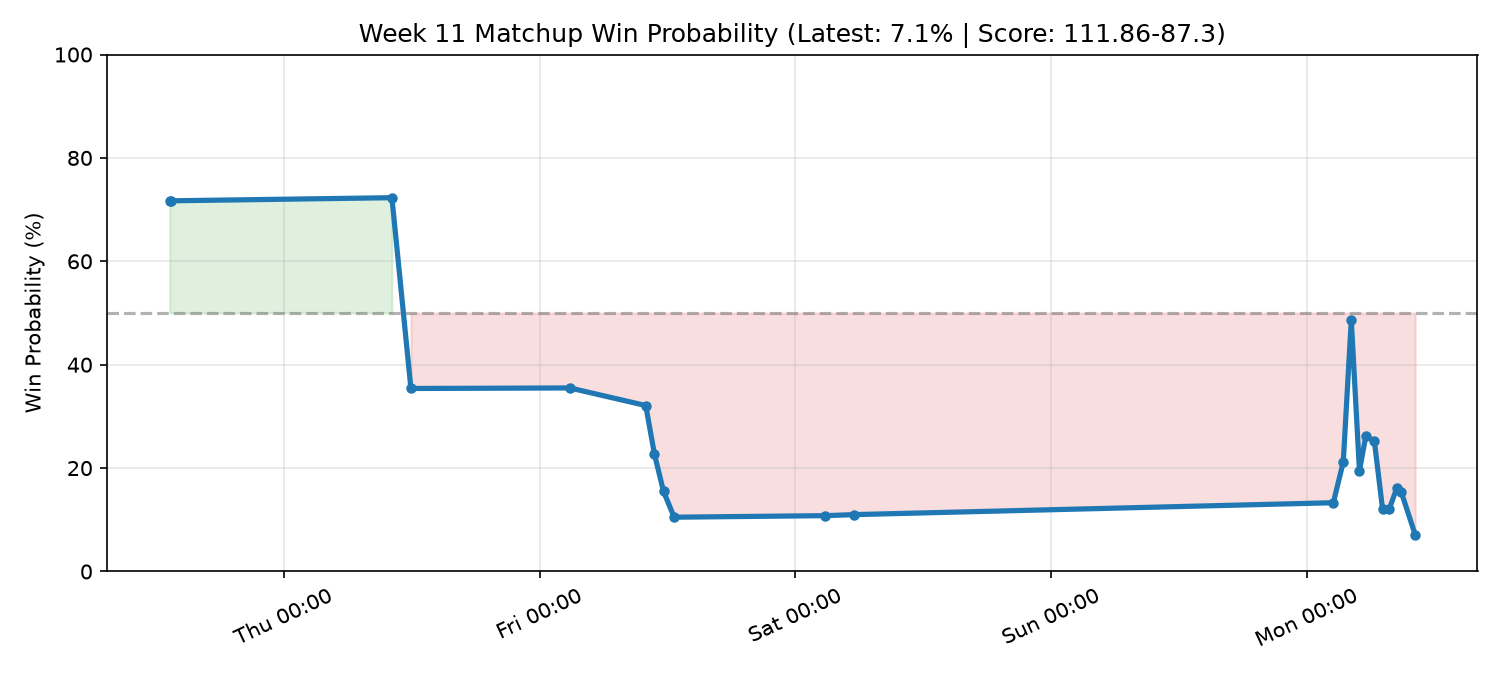 Week 11 Matchup Win Probability (Latest: 7.1% | Score: 111.86-87.3)
Win Probability (%)
100
80
60
40
20
0
Thu 00:00
Fri 00:00
Sat 00:00
Sun 00:00
Mon 00:00